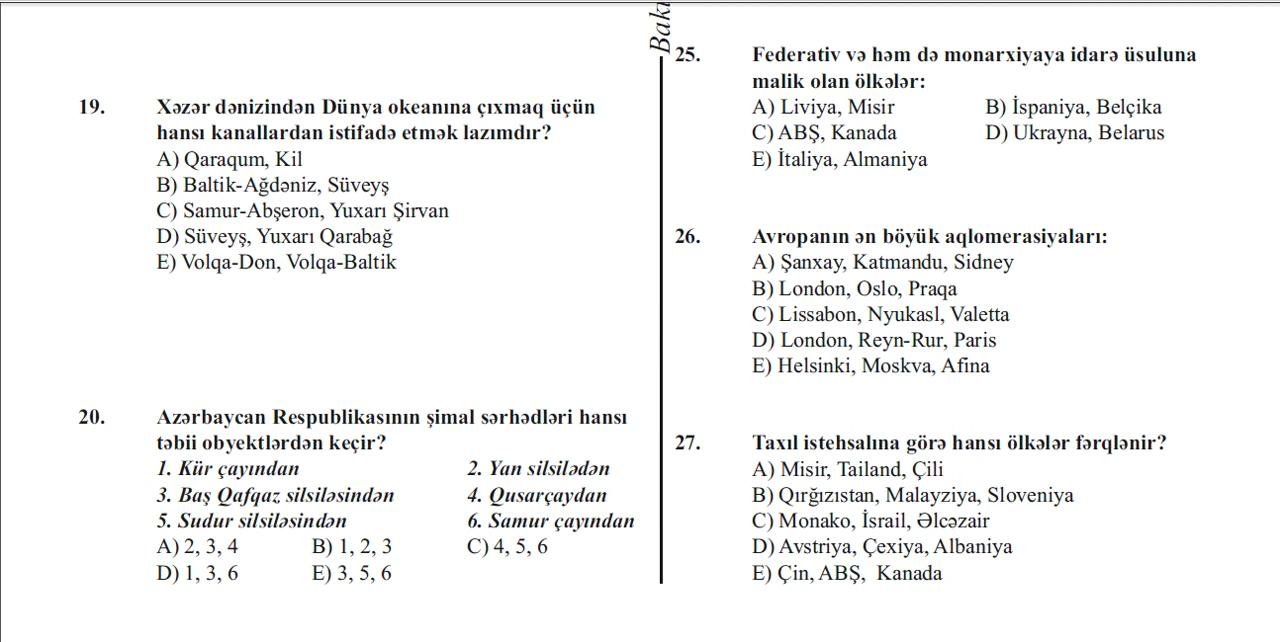 19. Xəzər dənizindən Dünya okeanına çıxmaq üçün
hansı kanallardan istifadə etmək lazımdır?
A) Qaraqum, Kil
B) Baltik-Ağdəniz, Süveyş
C) Samur-Abşeron, Yuxarı Şirvan
D) Süveyş, Yuxarı Qarabağ
E) Volqa-Don, Volqa-Baltik
20. Azərbaycan Respublikasının şimal sərhədləri hansı
təbii obyektlərdən keçir?
1. Kür çayından 2. Yan silsilədən
3. Baş Qafqaz silsiləsindən 4. Qusarçaydan
5. Sudur silsiləsindən 6. Samur çayından
A) 2, 3, 4 B) 1, 2, 3 C) 4, 5, 6
D) 1, 3, 6 E) 3, 5, 6
Bakı
25. Federativ və həm də monarxiyaya idarə üsuluna
malik olan ölkələr:
A) Liviya, Misir B) İspaniya, Belçika
C) ABŞ, Kanada D) Ukrayna, Belarus
E) İtaliya, Almaniya
26. Avropanın ən böyük aqlomerasiyaları:
A) Şanxay, Katmandu, Sidney
B) London, Oslo, Praqa
C) Lissabon, Nyukasl, Valetta
D) London, Reyn-Rur, Paris
E) Helsinki, Moskva, Afina
27. Taxıl istehsalına görə hansı ölkələr fərqlənir?
A) Misir, Tailand, Çili
B) Qırğızıstan, Malayziya, Sloveniya
C) Monako, İsrail, Əlcəzair
D) Avstriya, Çexiya, Albaniya
E) Çin, ABŞ, Kanada